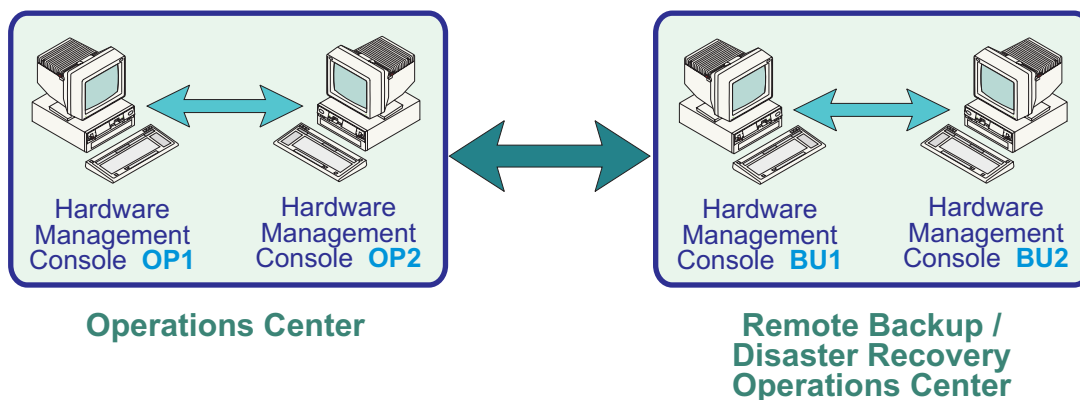 Hardware
Management
Console OP1
Hardware
Management
Console OP2
Hardware
Management
Console BU1
Hardware
Management
Console BU2
Operations Center
Remote Backup /
Disaster Recovery
Operations Center